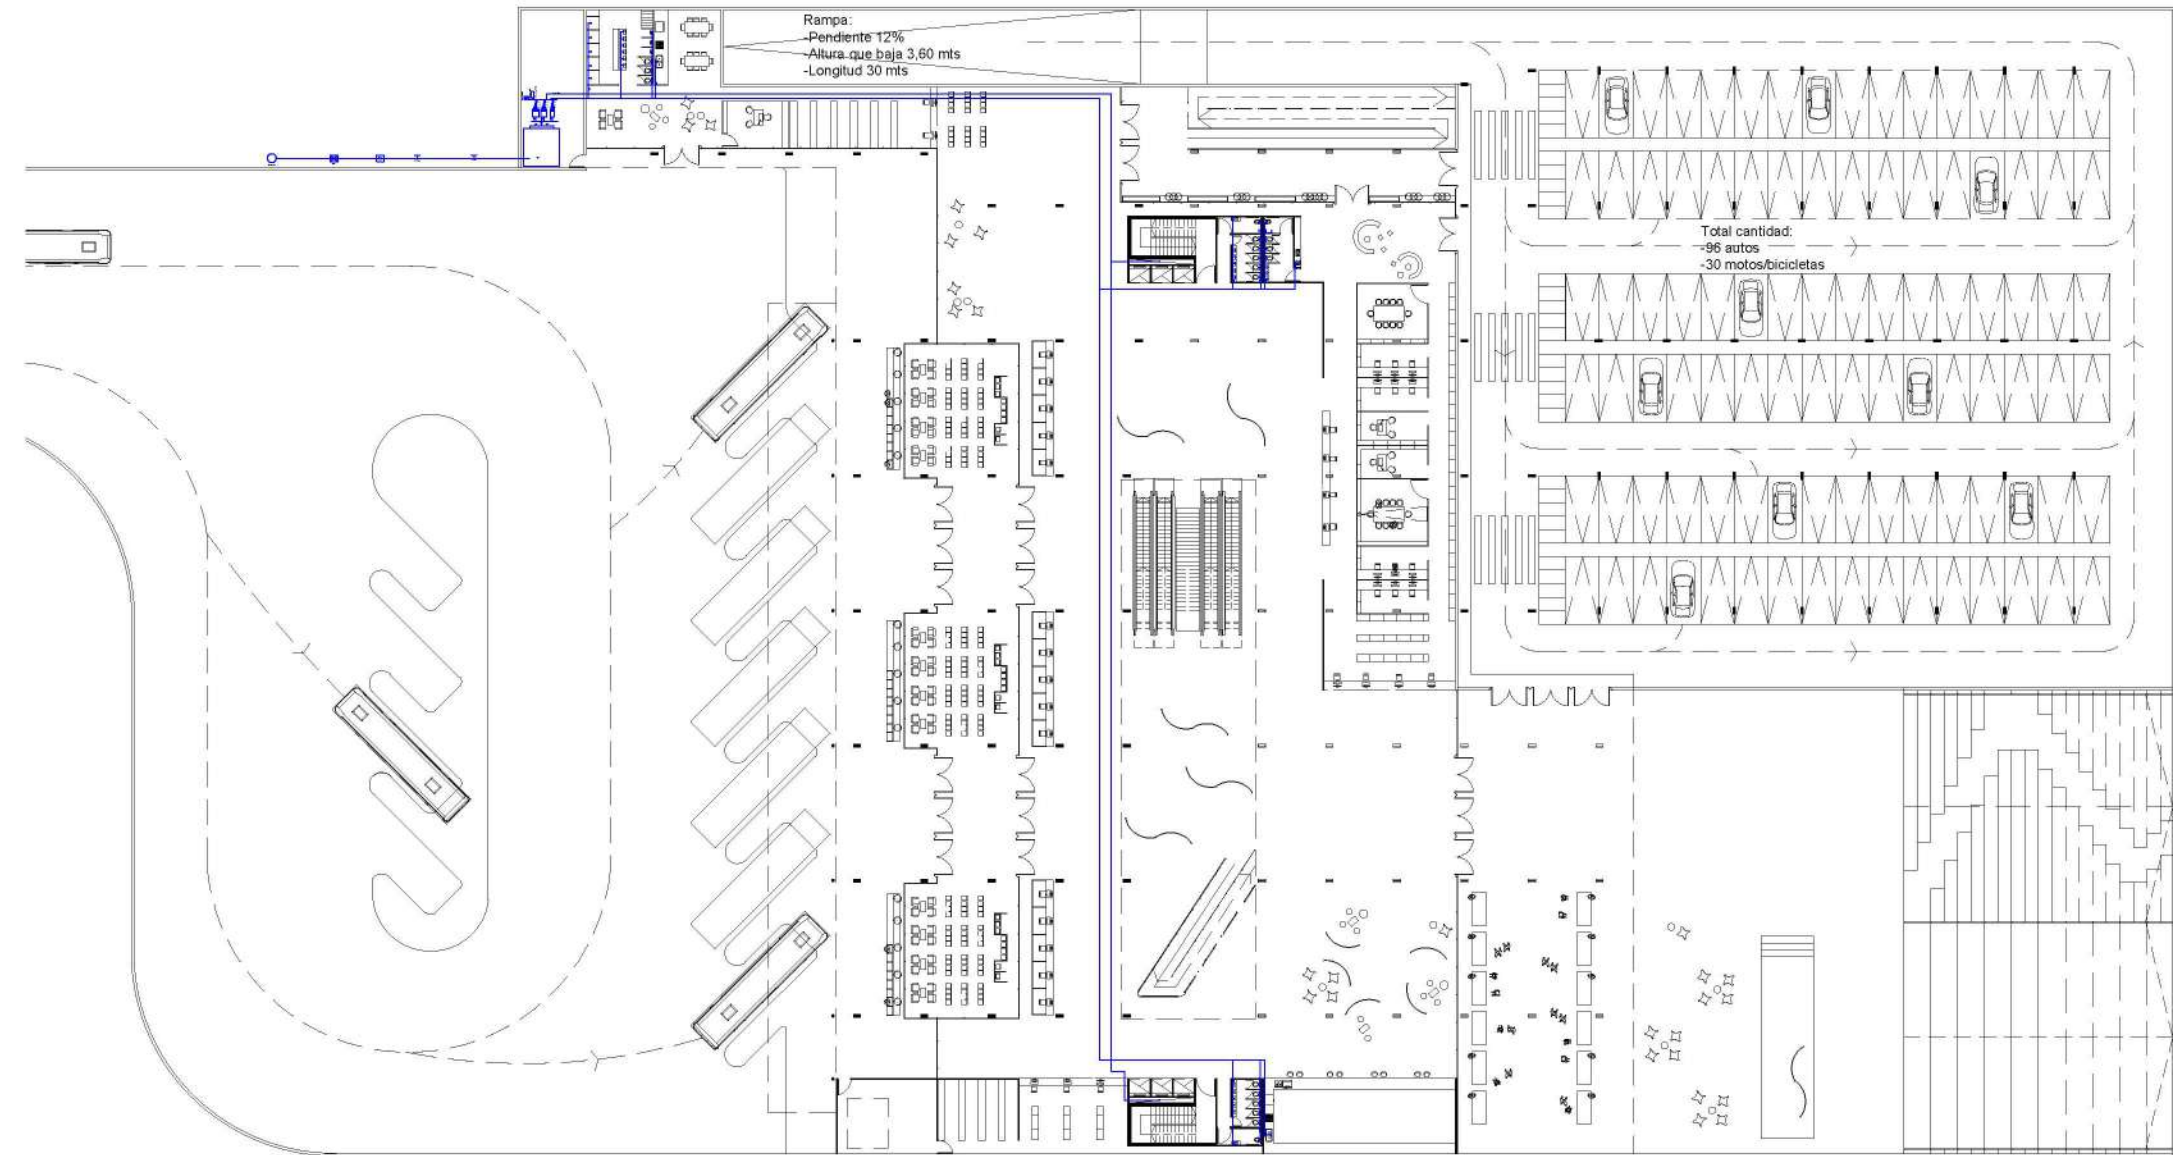 Rampa:
-Pendiente 12%
-Altura que baja 3,60 mts
-Longitud 30 mts
Total cantidad:
-96 autos
-30 motos/bicicletas